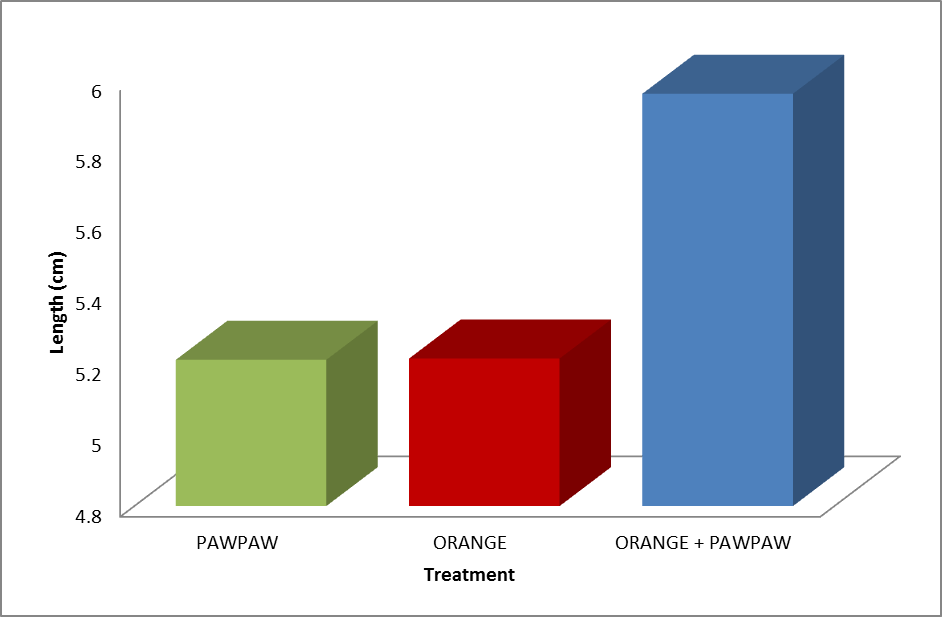 6
5.8
5.6
5.4
5.2
5
4.8
Length (cm)
PAWPAW
ORANGE
ORANGE + PAWPAW
Treatment